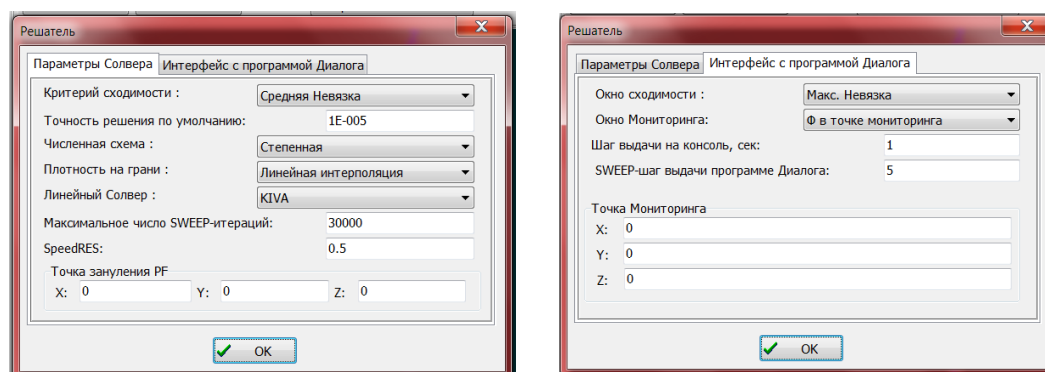 Решатель
Параметры Солвера Интерфейс с программой Диалога
Критерий сходимости : Средняя Невязка
Точность решения по умолчанию: 1E-005
Численная схема : Степенная
Плотность на грани : Линейная интерполяция
Линейный Солвер : KIVA
Максимальное число SWEEP-итераций: 30000
SpeedRES: 0.5
Точка зануления PF
X: 0 Y: 0 Z: 0
OK
Решатель
Параметры Солвера Интерфейс с программой Диалога
Окно сходимости : Макс. Невязка
Окно Мониторинга: Ф в точке мониторинга
Шаг выдачи на консоль, сек: 1
SWEEP-шаг выдачи программе Диалога: 5
Точка Мониторинга
X: 0
Y: 0
Z: 0
OK